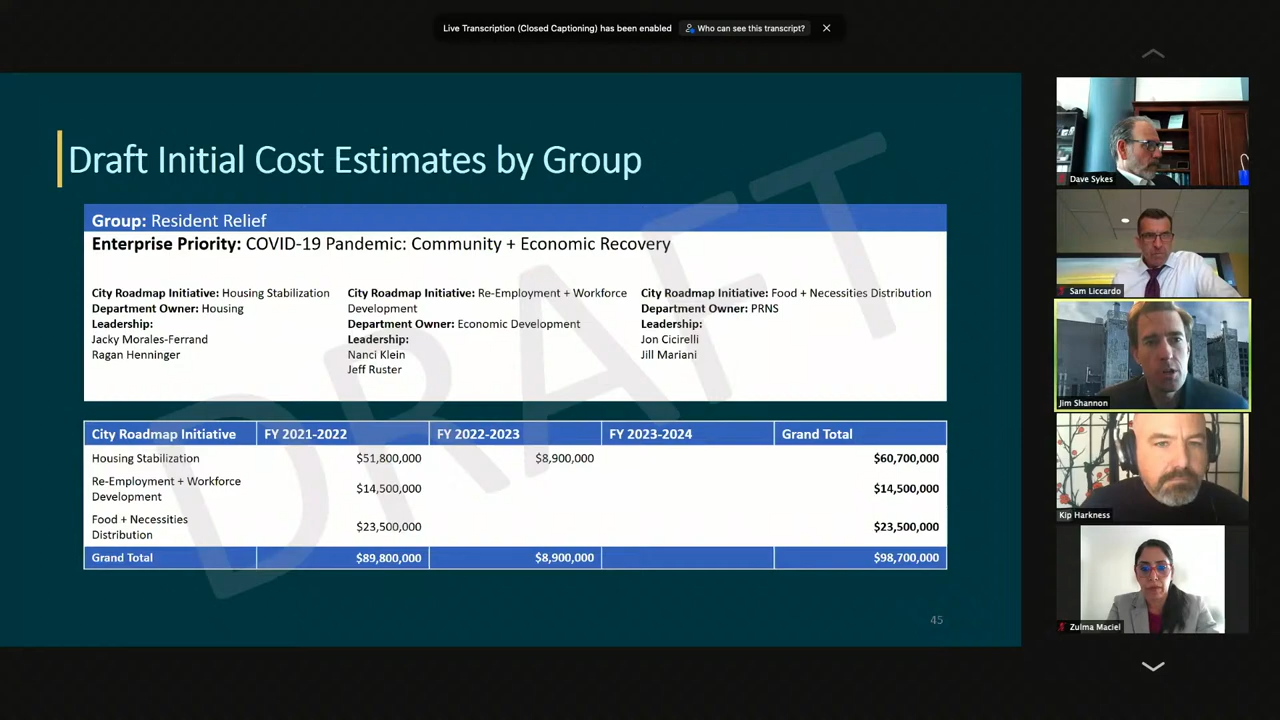 Live Transcription (Closed Captioning) has been enabled
Who can see this transcript?
Draft Initial Cost Estimates by Group
Group: Resident Relief
Enterprise Priority: COVID-19 Pandemic: Community + Economic Recovery
City Roadmap Initiative: Housing Stabilization
Department Owner: Housing
Leadership:
Jacky Morales-Ferrand
Ragan Henninger
City Roadmap Initiative: Re-Employment + Workforce
Development
Department Owner: Economic Development
Leadership:
Nanci Klein
Jeff Ruster
City Roadmap Initiative: Food + Necessities Distribution
Department Owner: PRNS
Leadership:
Jon Cicirelli
Jill Mariani
City Roadmap Initiative FY 2021-2022 FY 2022-2023 FY 2023-2024 Grand Total
Housing Stabilization $51,800,000 $8,900,000 $60,700,000
Re-Employment + Workforce
Development $14,500,000 $14,500,000
Food + Necessities
Distribution $23,500,000 $23,500,000
Grand Total $89,800,000 $8,900,000 $98,700,000
DRAFT
45
Dave Sykes
Sam Liccardo
Jim Shannon
Kip Harkness
Zulma Maciel